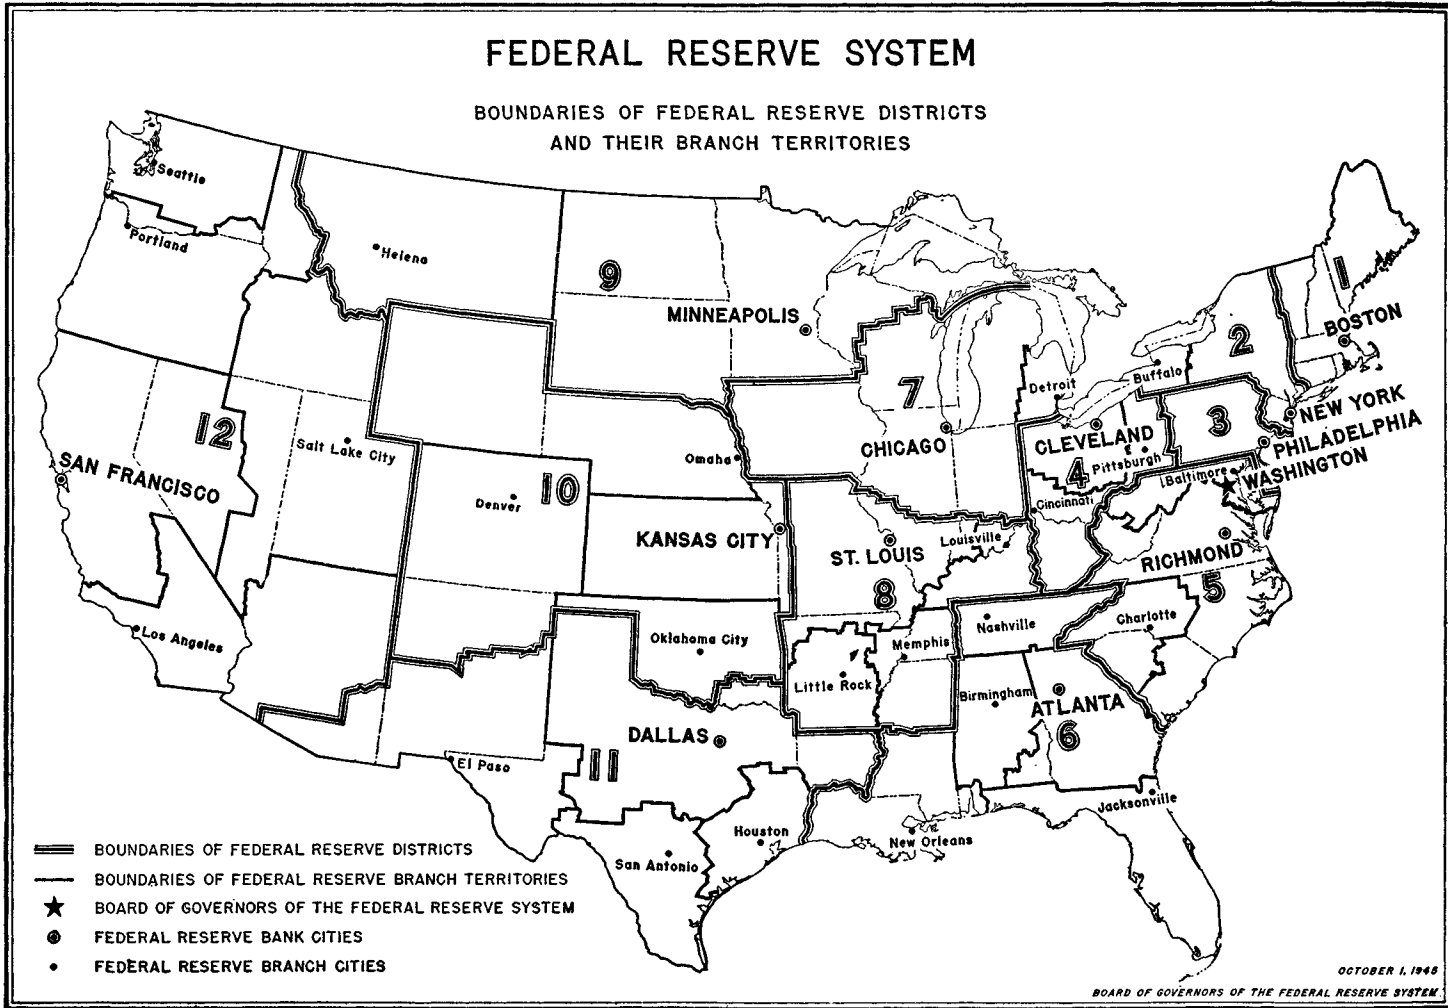 FEDERAL RESERVE SYSTEM
BOUNDARIES OF FEDERAL RESERVE DISTRICTS
AND THEIR BRANCH TERRITORIES
Seattle
Portland
Helena
9
MINNEAPOLIS
1
BOSTON
2
Buffalo
Detroit
7
CHICAGO
NEW YORK
3
PHILADELPHIA
CLEVELAND
4
Pittsburgh
WASHINGTON
Baltimore
Cincinnati
12
Salt Lake City
SAN FRANCISCO
Omaha
Denver
10
KANSAS CITY
ST. LOUIS
Louisville
8
RICHMOND
5
Los Angeles
Oklahoma City
Memphis
Nashville
Charlotte
Little Rock
Birmingham
ATLANTA
6
DALLAS
11
El Paso
Houston
San Antonio
New Orleans
Jacksonville
BOUNDARIES OF FEDERAL RESERVE DISTRICTS
BOUNDARIES OF FEDERAL RESERVE BRANCH TERRITORIES
BOARD OF GOVERNORS OF THE FEDERAL RESERVE SYSTEM
FEDERAL RESERVE BANK CITIES
FEDERAL RESERVE BRANCH CITIES
OCTOBER 1, 1948
BOARD OF GOVERNORS OF THE FEDERAL RESERVE SYSTEM